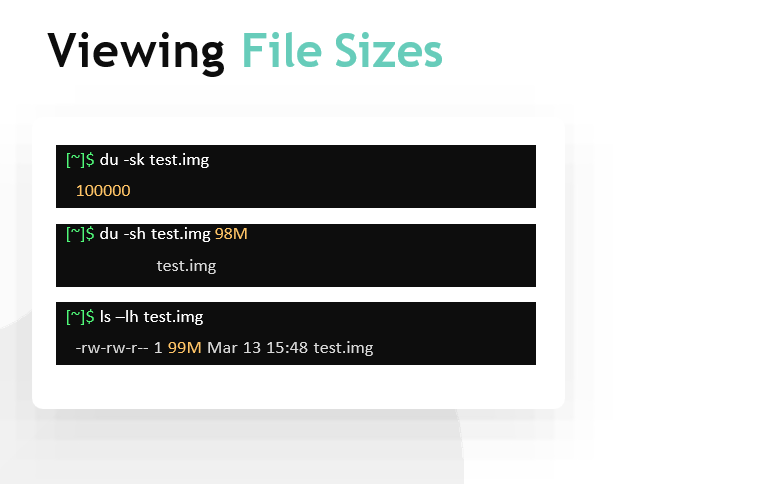 Viewing File Sizes
[~]$ du -sk test.img
100000
[~]$ du -sh test.img 98M
test.img
[~]$ ls –lh test.img
-rw-rw-r-- 1 99M Mar 13 15:48 test.img